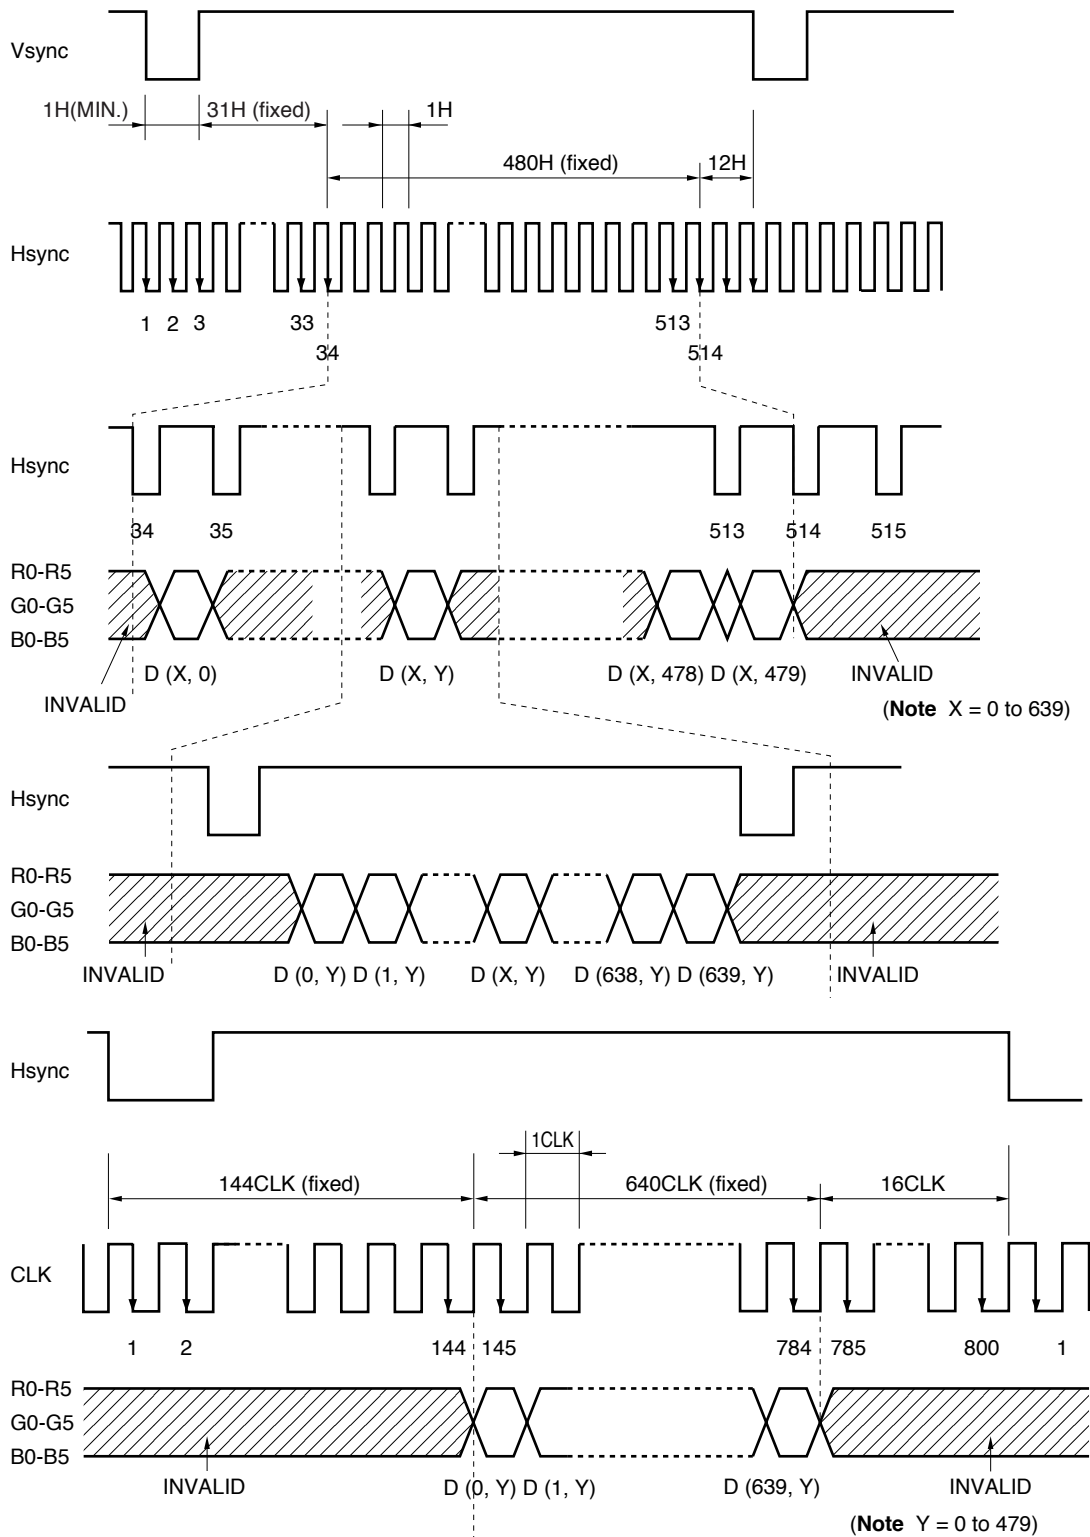 Vsync
1H(MIN.) 31H (fixed) 1H
480H (fixed) 12H
Hsync
1 2 3 33 513
34 514
Hsync
34 35 513 514 515
R0-R5
G0-G5
B0-B5
D (X, 0) D (X, Y) D (X, 478) D (X, 479) INVALID
INVALID
(Note X = 0 to 639)
Hsync
R0-R5
G0-G5
B0-B5
INVALID D (0, Y) D (1, Y) D (X, Y) D (638, Y) D (639, Y) INVALID
Hsync
1CLK
144CLK (fixed) 640CLK (fixed) 16CLK
CLK
1 2 144 145 784 785 800 1
R0-R5
G0-G5
B0-B5
INVALID D (0, Y) D (1, Y) D (639, Y) INVALID
(Note Y = 0 to 479)